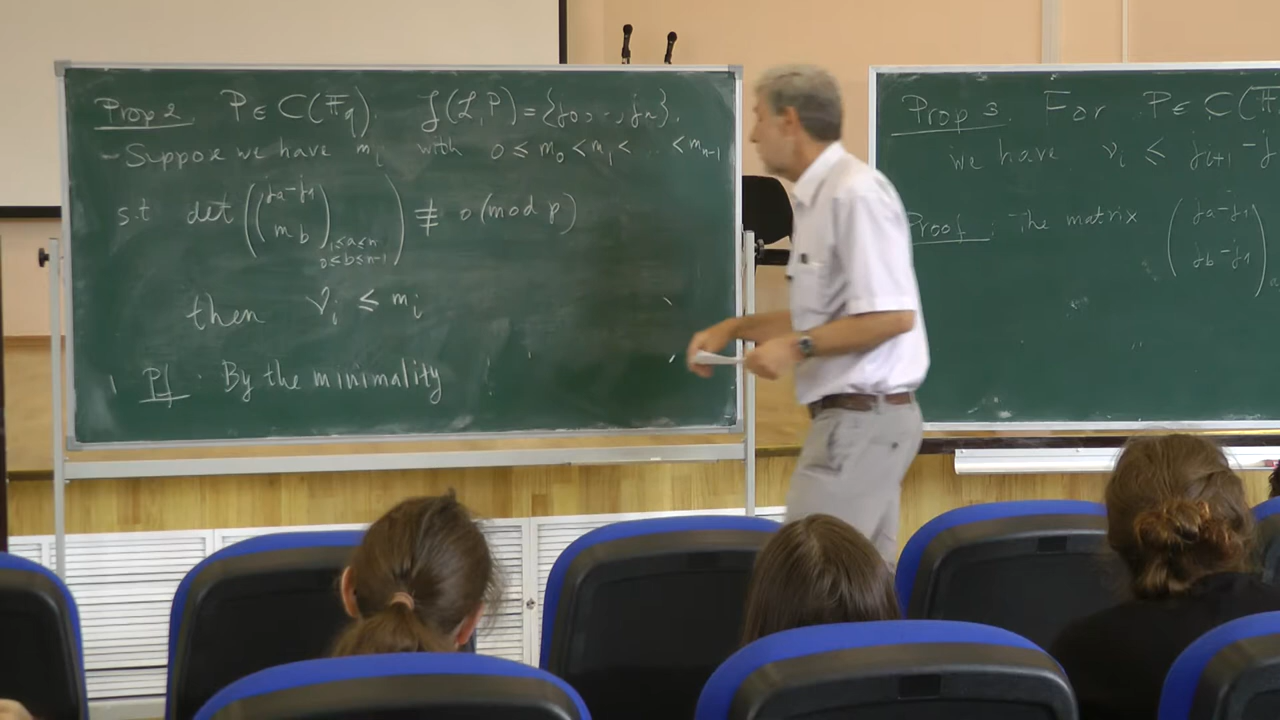 Prop 2 P ∈ C(𝔽q), J(L,P) = {j0, .., jn}.
- Suppose we have mi with 0 ≤ m0 < m1 < .. < mn-1
s.t det ( ( ja-j1 mb ) 1≤a≤n 0≤b≤n-1 ) ≢ 0 (mod p)
then νi ≤ mi
Pf . By the minimality
Prop 3. For P ∈ C(𝔽
we have νi ≤ ji+1 - j
Proof : The matrix ( ja-j1 jb-j1 )